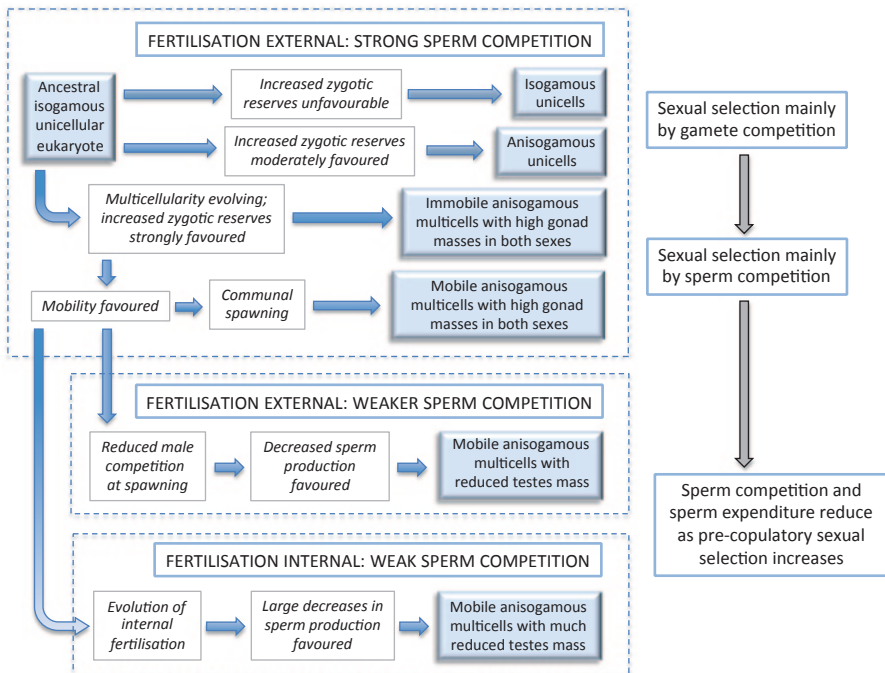 FERTILISATION EXTERNAL: STRONG SPERM COMPETITION
Ancestral
isogamous
unicellular
eukaryote
Increased zygotic
reserves unfavourable
Isogamous
unicells
Increased zygotic reserves
moderately favoured
Anisogamous
unicells
Multicellularity evolving;
increased zygotic reserves
strongly favoured
Immobile anisogamous
multicells with high gonad
masses in both sexes
Mobility favoured
Communal
spawning
Mobile anisogamous
multicells with high gonad
masses in both sexes
FERTILISATION EXTERNAL: WEAKER SPERM COMPETITION
Reduced male
competition
at spawning
Decreased sperm
production
favoured
Mobile anisogamous
multicells with
reduced testes mass
FERTILISATION INTERNAL: WEAK SPERM COMPETITION
Evolution of
internal
fertilisation
Large decreases in
sperm production
favoured
Mobile anisogamous
multicells with much
reduced testes mass
Sexual selection mainly
by gamete competition
Sexual selection mainly
by sperm competition
Sperm competition and
sperm expenditure reduce
as pre-copulatory sexual
selection increases